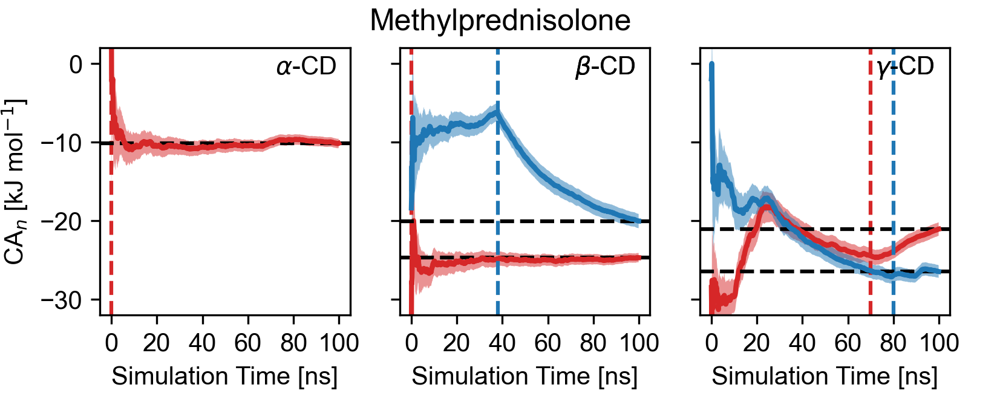 Methylprednisolone
α-CD
β-CD
γ-CD
CAₙ [kJ mol⁻¹]
0
−10
−20
−30
0 20 40 60 80 100
0 20 40 60 80 100
0 20 40 60 80 100
Simulation Time [ns]
Simulation Time [ns]
Simulation Time [ns]